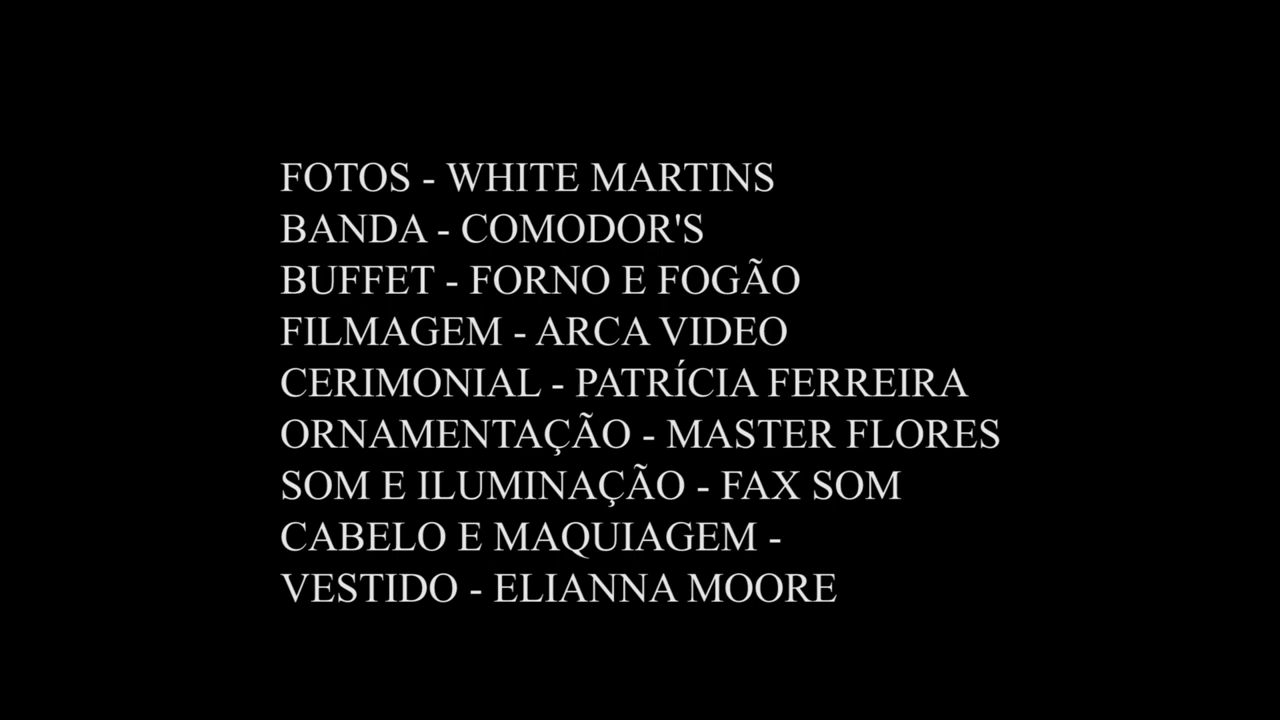 FOTOS - WHITE MARTINS
BANDA - COMODOR'S
BUFFET - FORNO E FOGÃO
FILMAGEM - ARCA VIDEO
CERIMONIAL - PATRÍCIA FERREIRA
ORNAMENTAÇÃO - MASTER FLORES
SOM E ILUMINAÇÃO - FAX SOM
CABELO E MAQUIAGEM -
VESTIDO - ELIANNA MOORE